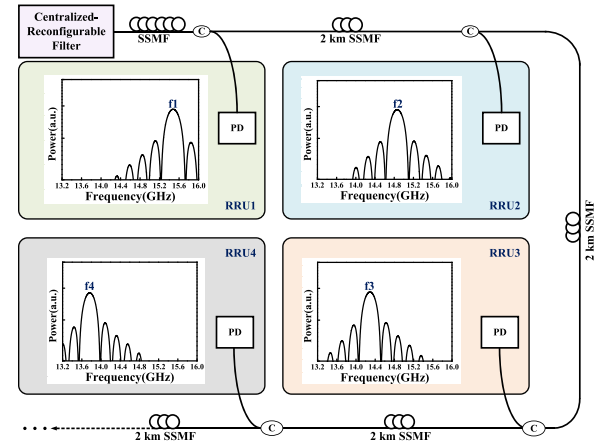 Centralized-
Reconfigurable
Filter
SSMF
C
2 km SSMF
C
f1
Power(a.u.)
13.2 13.6 14.0 14.4 14.8 15.2 15.6 16.0
Frequency(GHz)
PD
RRU1
f2
Power(a.u.)
13.2 13.6 14.0 14.4 14.8 15.2 15.6 16.0
Frequency(GHz)
PD
RRU2
2 km SSMF
RRU4
f4
Power(a.u.)
13.2 13.6 14.0 14.4 14.8 15.2 15.6 16.0
Frequency(GHz)
PD
RRU3
f3
Power(a.u.)
13.2 13.6 14.0 14.4 14.8 15.2 15.6 16.0
Frequency(GHz)
PD
2 km SSMF
C
2 km SSMF
C